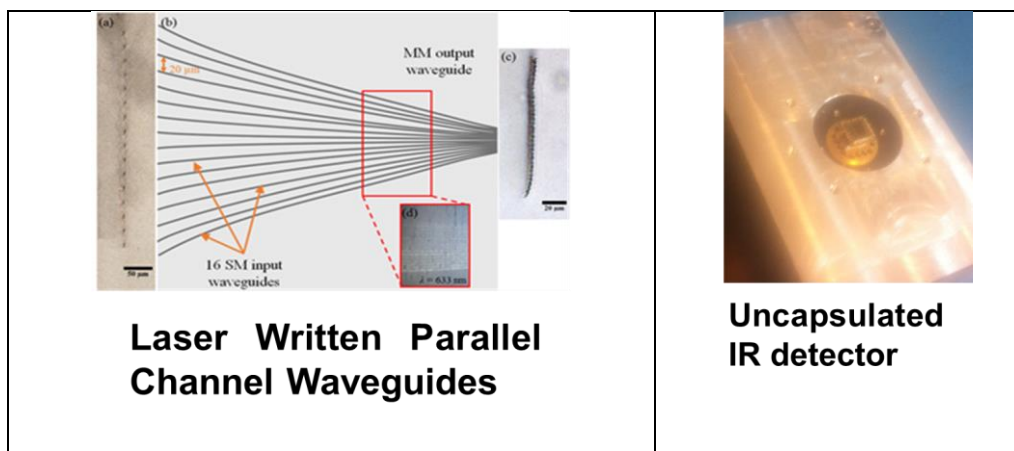 (a)
(b)
20 µm
MM output
waveguide
(c)
16 SM input
waveguides
(d)
λ = 633 nm
50 µm
20 µm
Laser Written Parallel
Channel Waveguides
Uncapsulated
IR detector